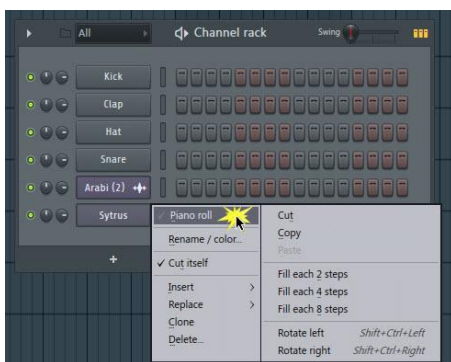 All
Channel rack
Swing
Kick
Clap
Hat
Snare
Arabi (2)
Sytrus
+
Piano roll
Rename / color...
✓ Cut itself
Insert >
Replace >
Clone
Delete...
Cut
Copy
Paste
Fill each 2 steps
Fill each 4 steps
Fill each 8 steps
Rotate left Shift+Ctrl+Left
Rotate right Shift+Ctrl+Right